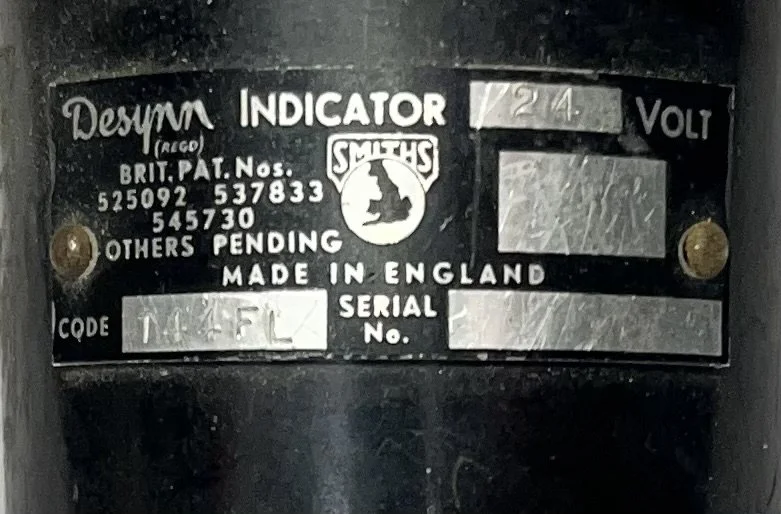 Desynn INDICATOR 24 VOLT
(REGD)
SMITHS
BRIT. PAT. Nos.
525092 537833
545730
OTHERS PENDING
MADE IN ENGLAND
CODE FL SERIAL No.